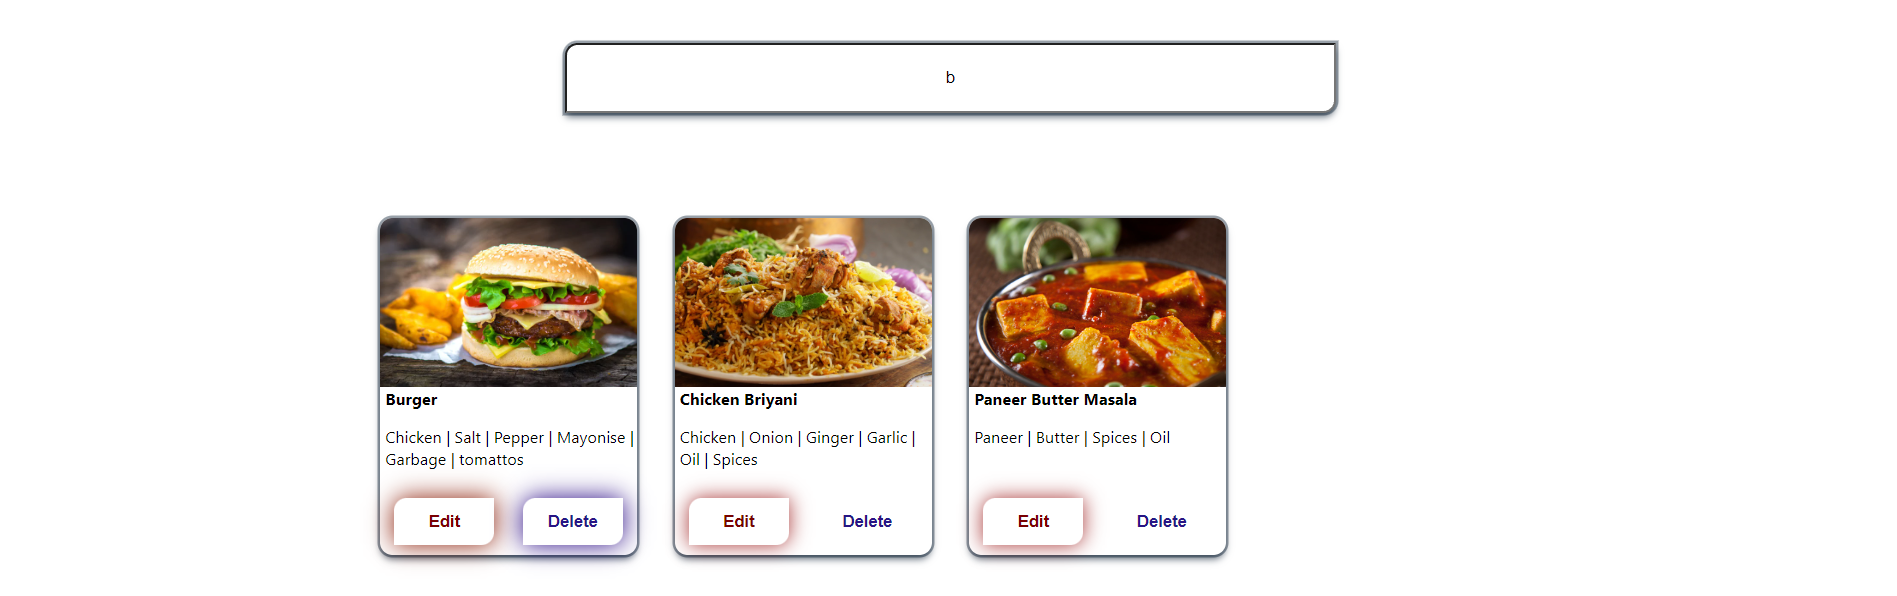 b
Burger
Chicken | Salt | Pepper | Mayonise |
Garbage | tomattos
Edit
Delete
Chicken Briyani
Chicken | Onion | Ginger | Garlic |
Oil | Spices
Edit
Delete
Paneer Butter Masala
Paneer | Butter | Spices | Oil
Edit
Delete